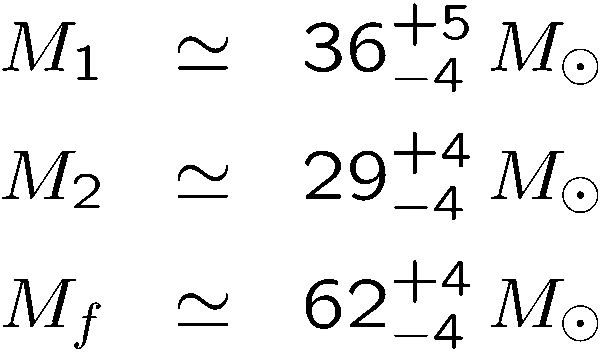 M₁ ≃ 36⁺⁵₋₄ M⊙
M₂ ≃ 29⁺⁴₋₄ M⊙
M_f ≃ 62⁺⁴₋₄ M⊙